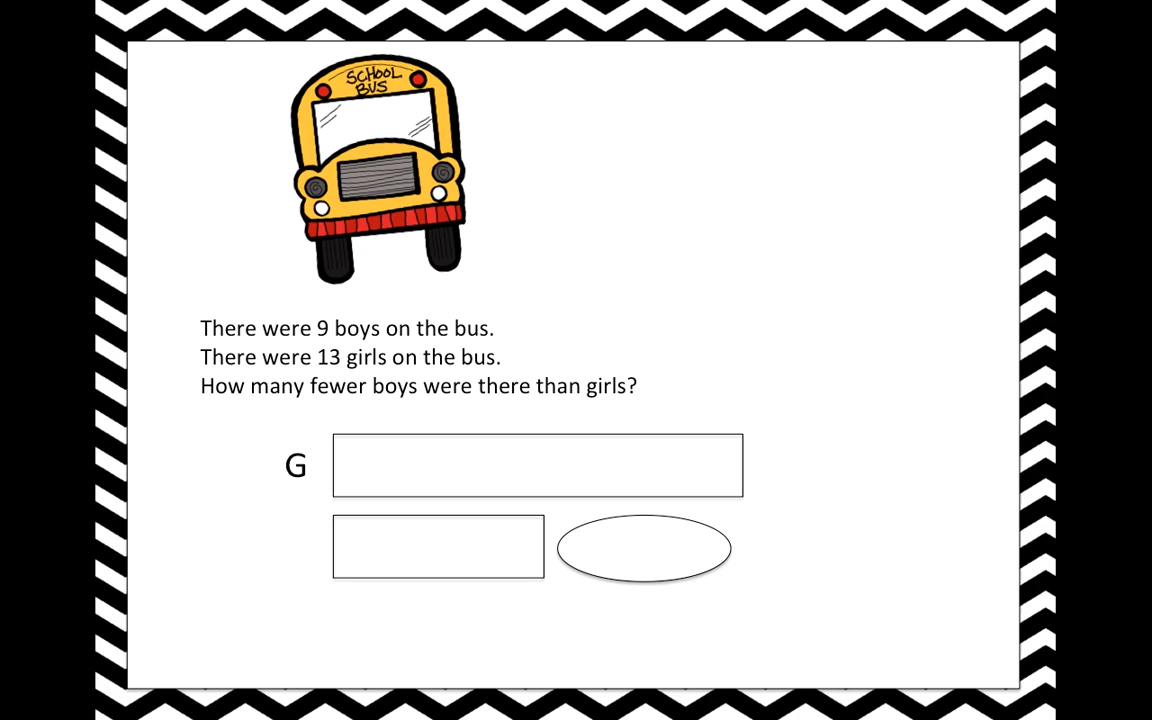 SCHOOL
BUS
There were 9 boys on the bus.
There were 13 girls on the bus.
How many fewer boys were there than girls?
G